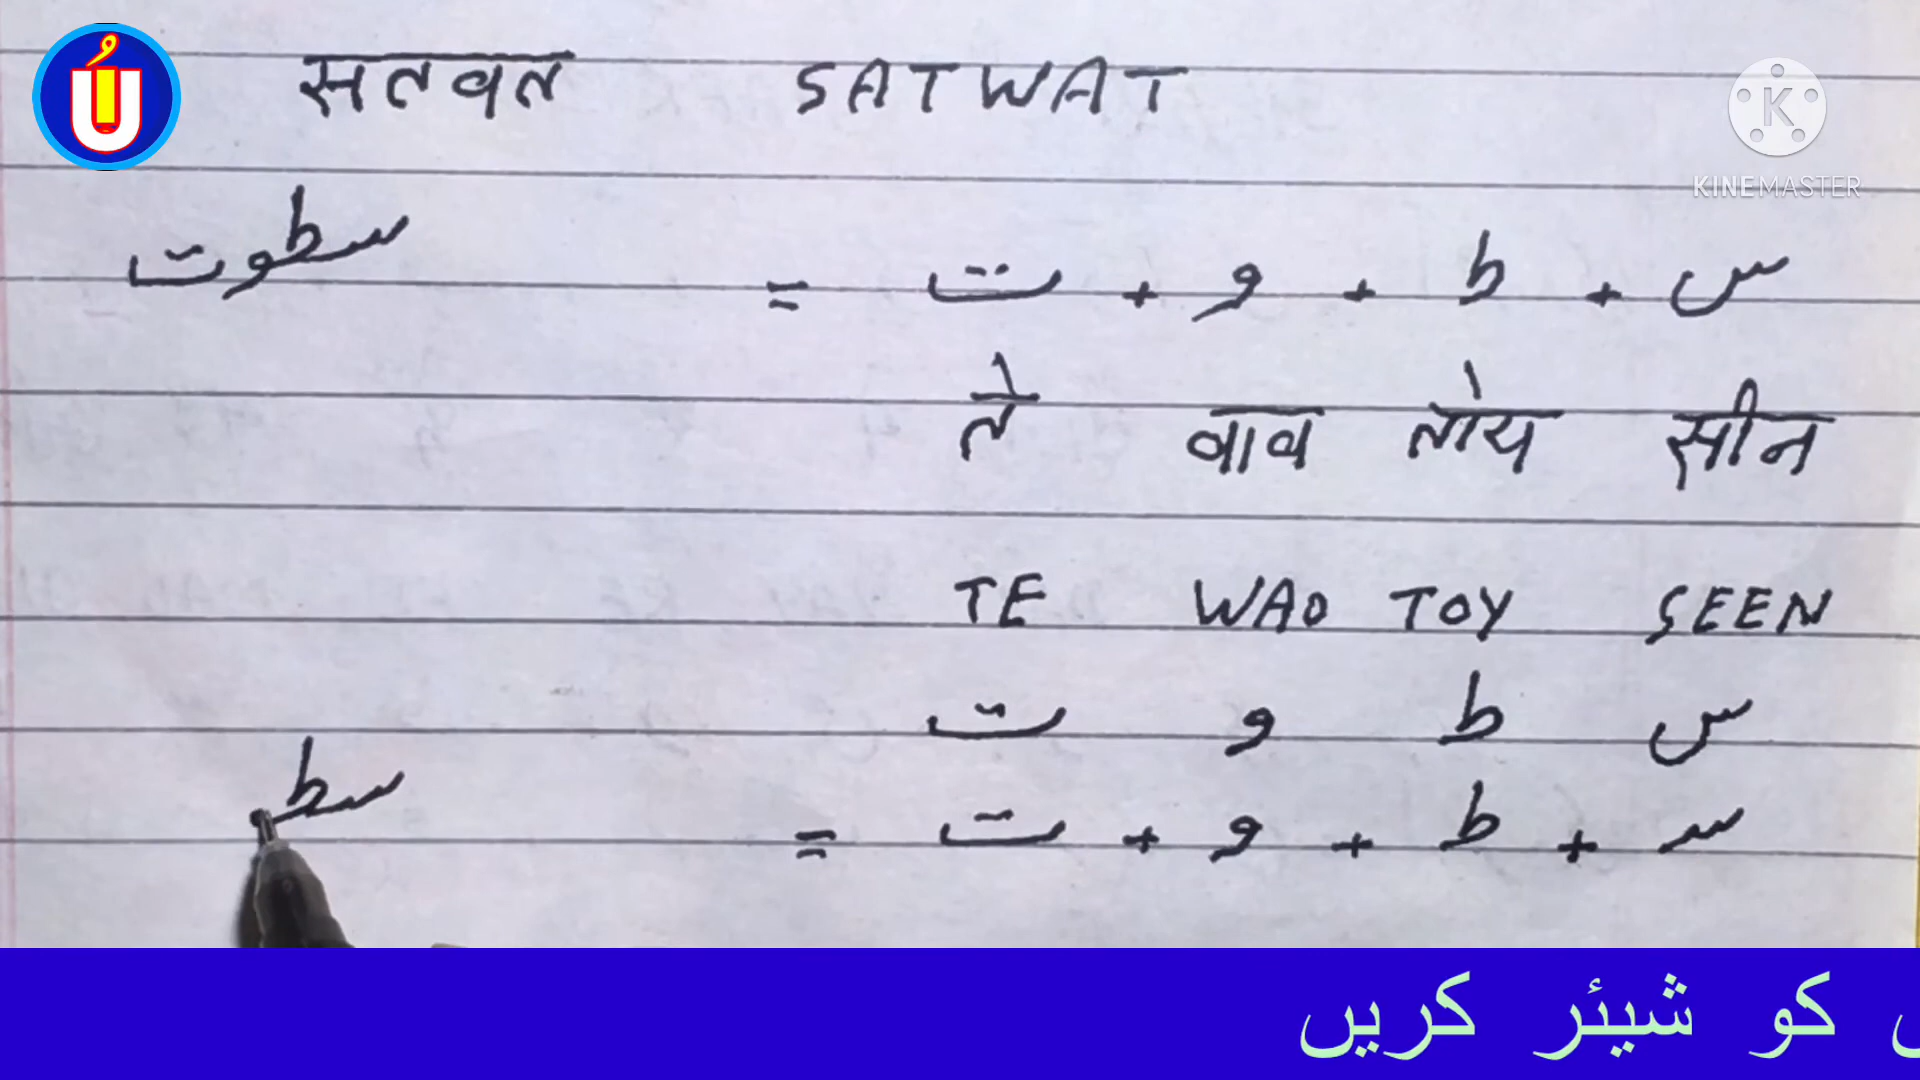 सतवत SATWAT
KINEMASTER
س + ط + و + ت = سطوت
सीन तोय वाव ते
SEEN TOY WAO TE
س ط و ت
سـ + ط + و + ت = سط
کو شیئر کریں